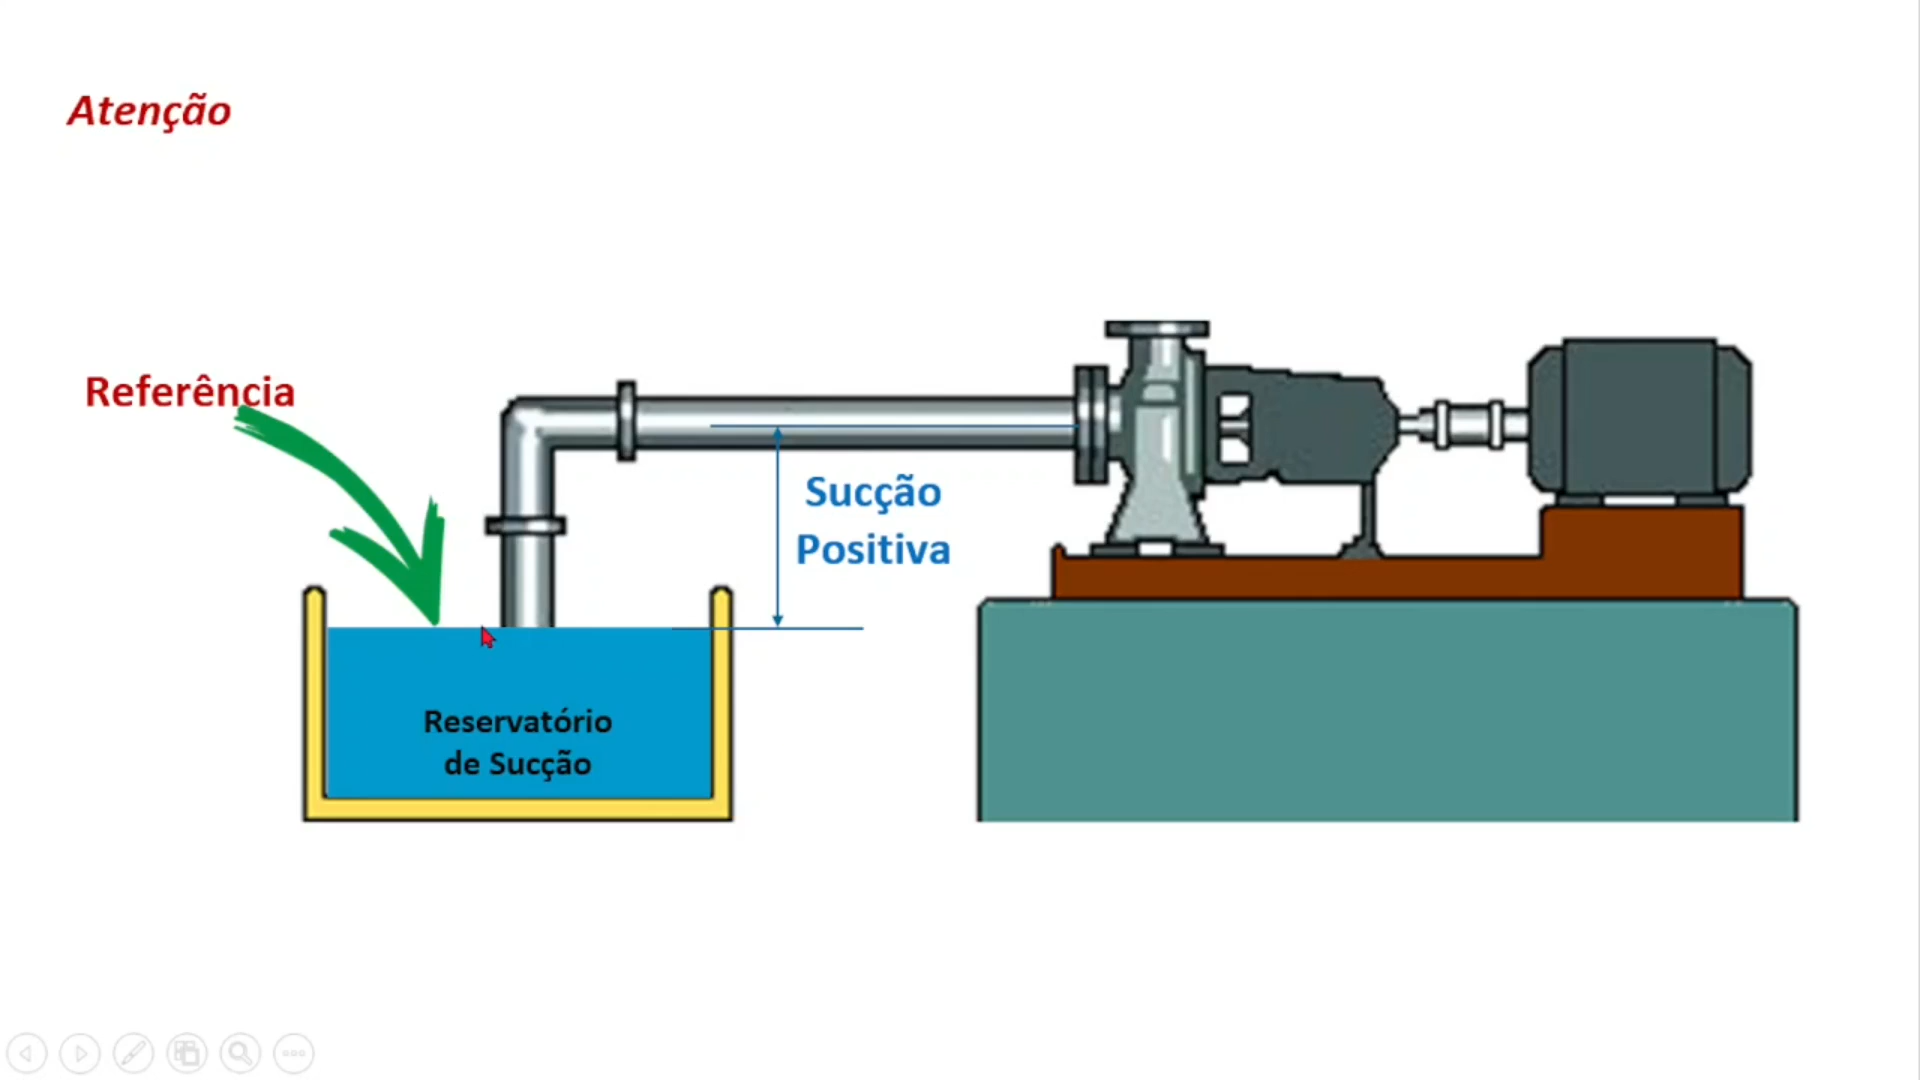 Atenção
Referência
Sucção
Positiva
Reservatório
de Sucção